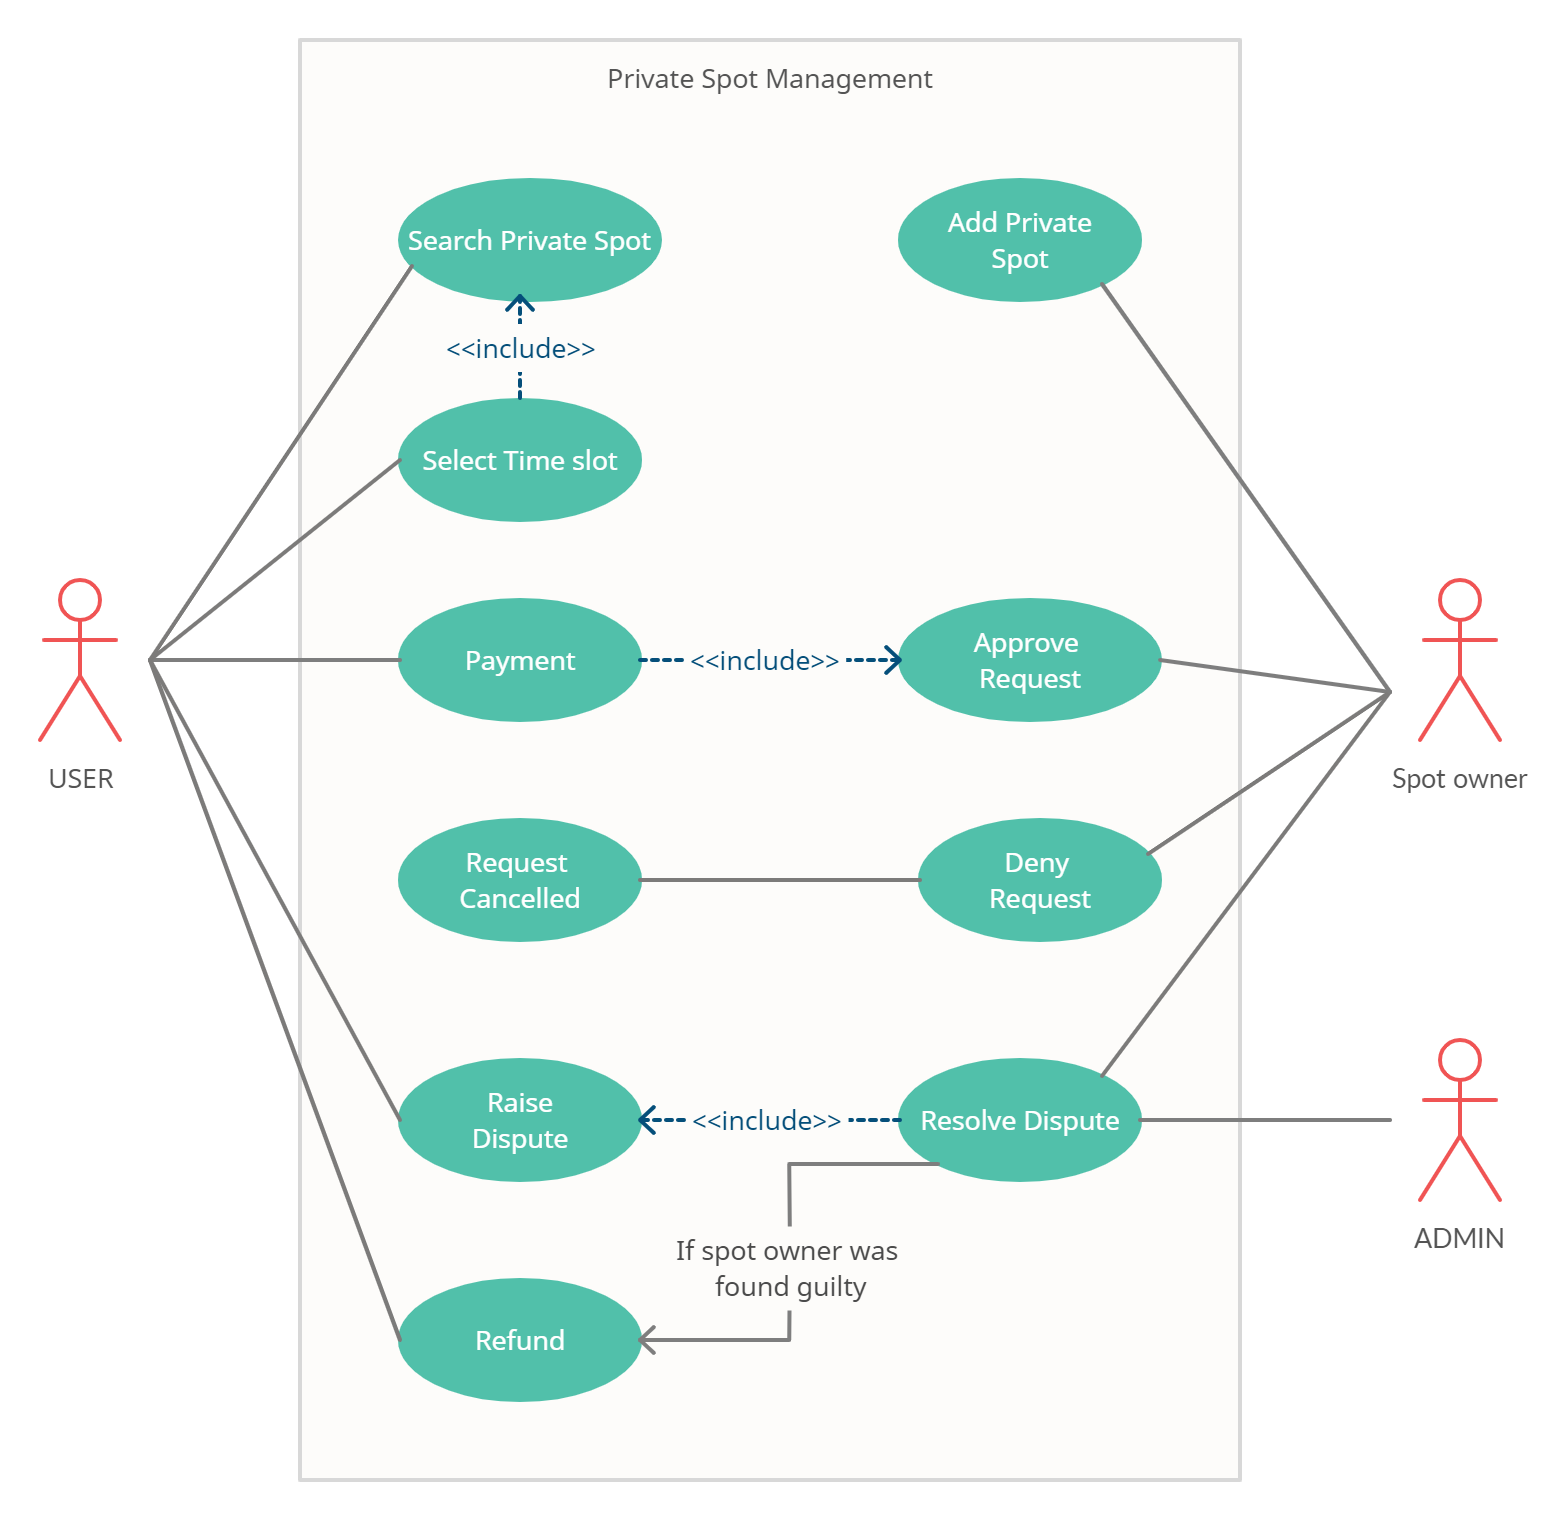 Private Spot Management
Search Private Spot
Add Private
Spot
<<include>>
Select Time slot
Payment
<<include>>
Approve
Request
USER
Spot owner
Request
Cancelled
Deny
Request
Raise
Dispute
<<include>>
Resolve Dispute
ADMIN
If spot owner was
found guilty
Refund